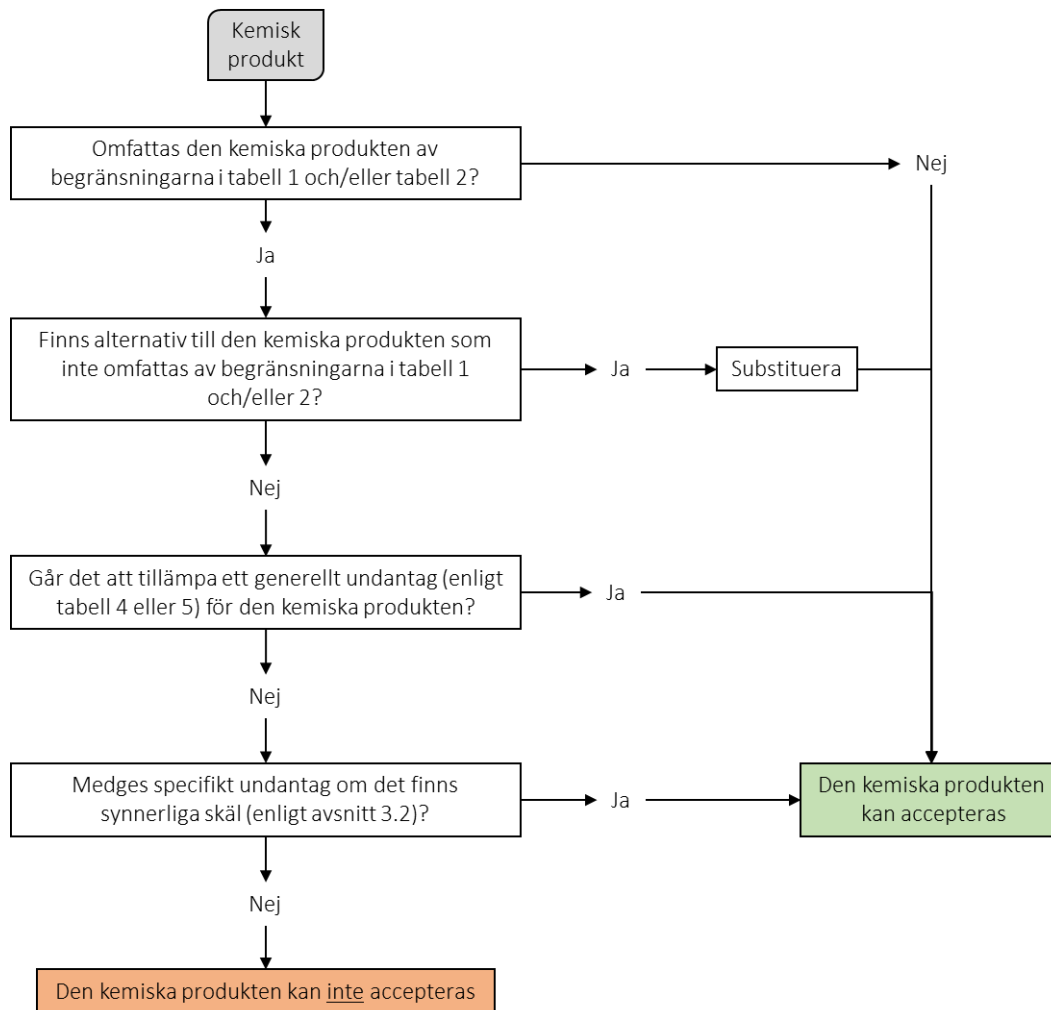 Kemisk
produkt
Omfattas den kemiska produkten av
begränsningarna i tabell 1 och/eller tabell 2?
Nej
Ja
Finns alternativ till den kemiska produkten som
inte omfattas av begränsningarna i tabell 1
och/eller 2?
Ja
Substituera
Nej
Går det att tillämpa ett generellt undantag (enligt
tabell 4 eller 5) för den kemiska produkten?
Ja
Nej
Medges specifikt undantag om det finns
synnerliga skäl (enligt avsnitt 3.2)?
Ja
Den kemiska produkten
kan accepteras
Nej
Den kemiska produkten kan inte accepteras